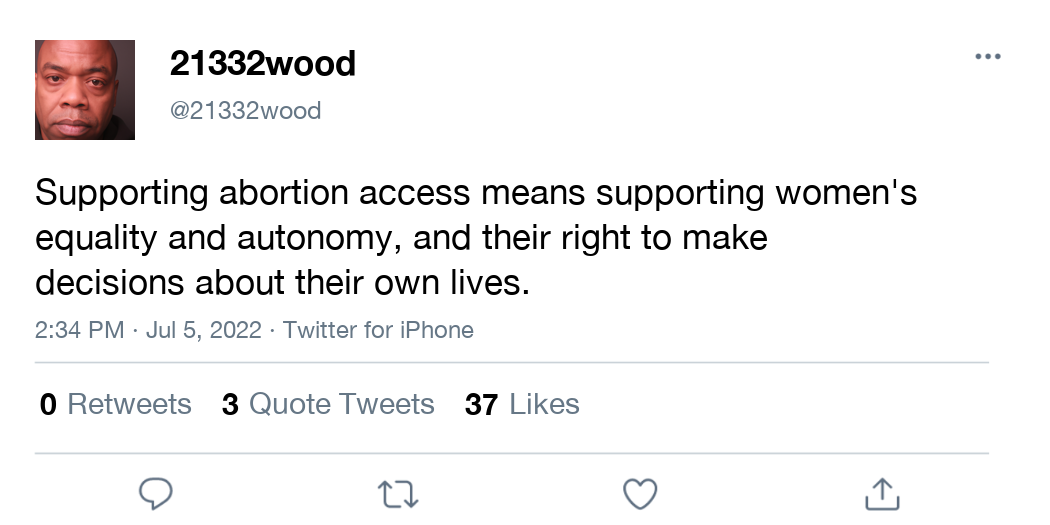 21332wood
@21332wood
Supporting abortion access means supporting women's
equality and autonomy, and their right to make
decisions about their own lives.
2:34 PM · Jul 5, 2022 · Twitter for iPhone
0 Retweets 3 Quote Tweets 37 Likes